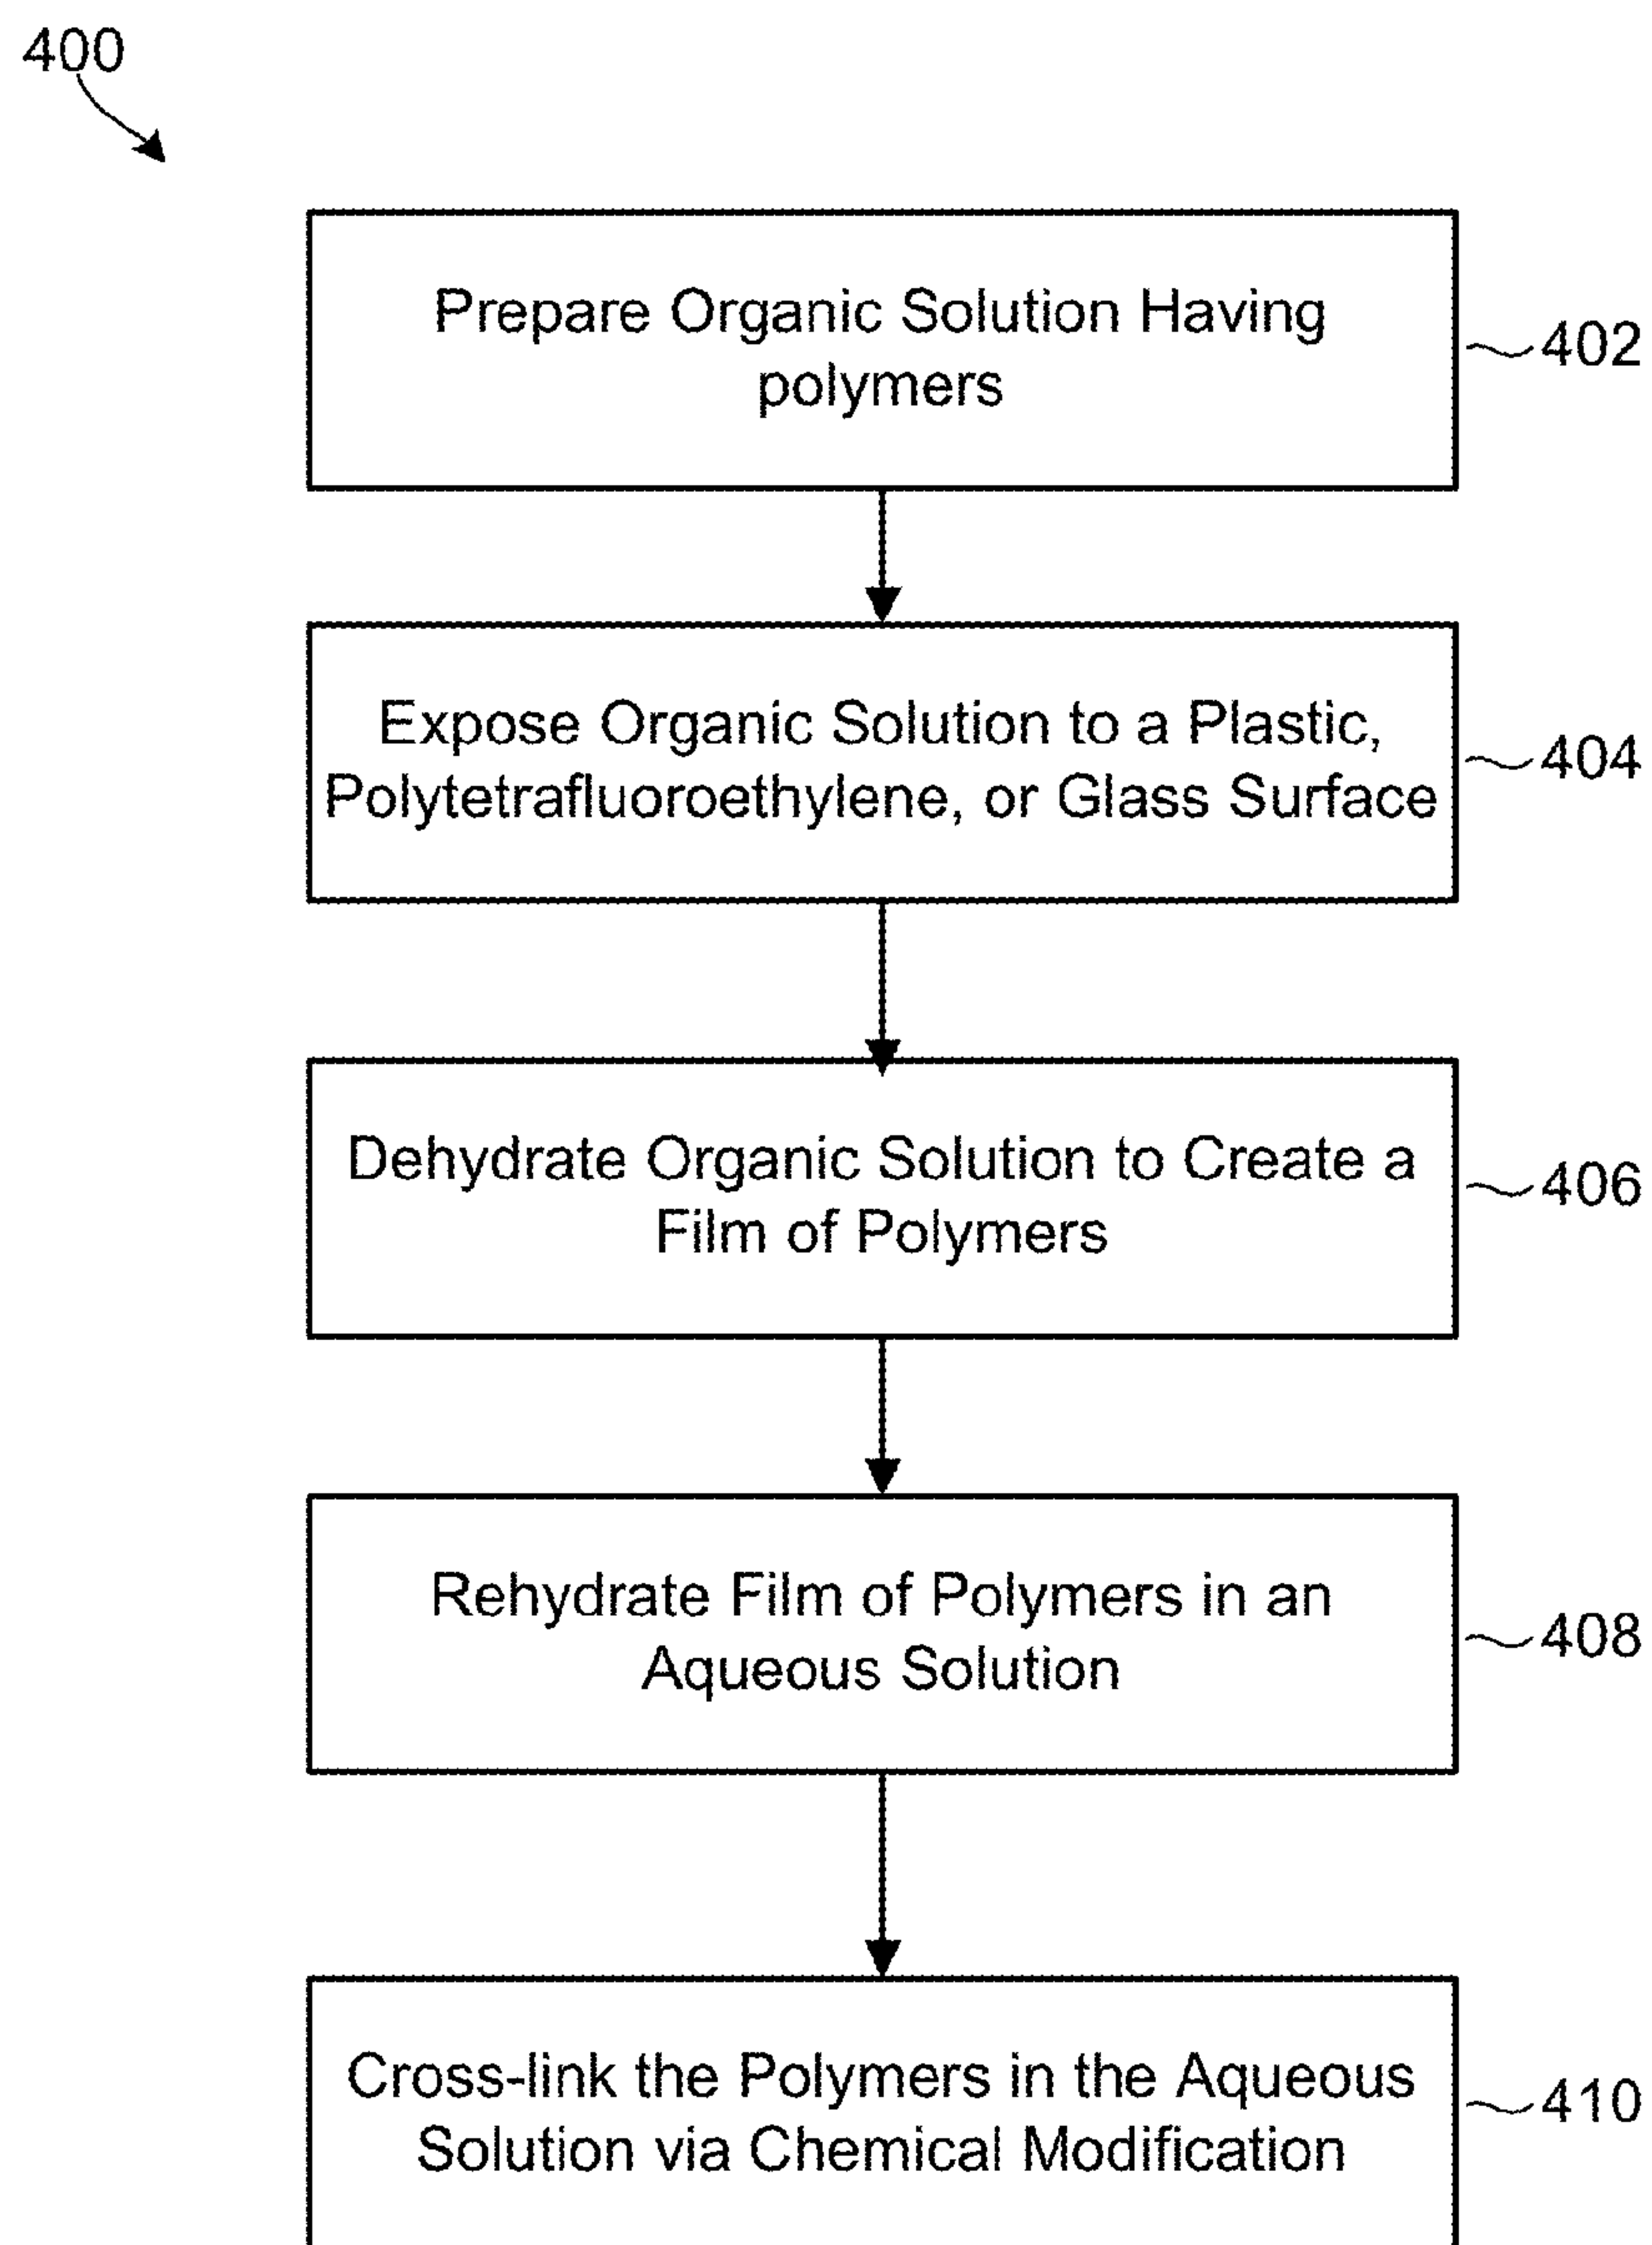 400
Prepare Organic Solution Having
polymers
402
Expose Organic Solution to a Plastic,
Polytetrafluoroethylene, or Glass Surface
404
Dehydrate Organic Solution to Create a
Film of Polymers
406
Rehydrate Film of Polymers in an
Aqueous Solution
408
Cross-link the Polymers in the Aqueous
Solution via Chemical Modification
410